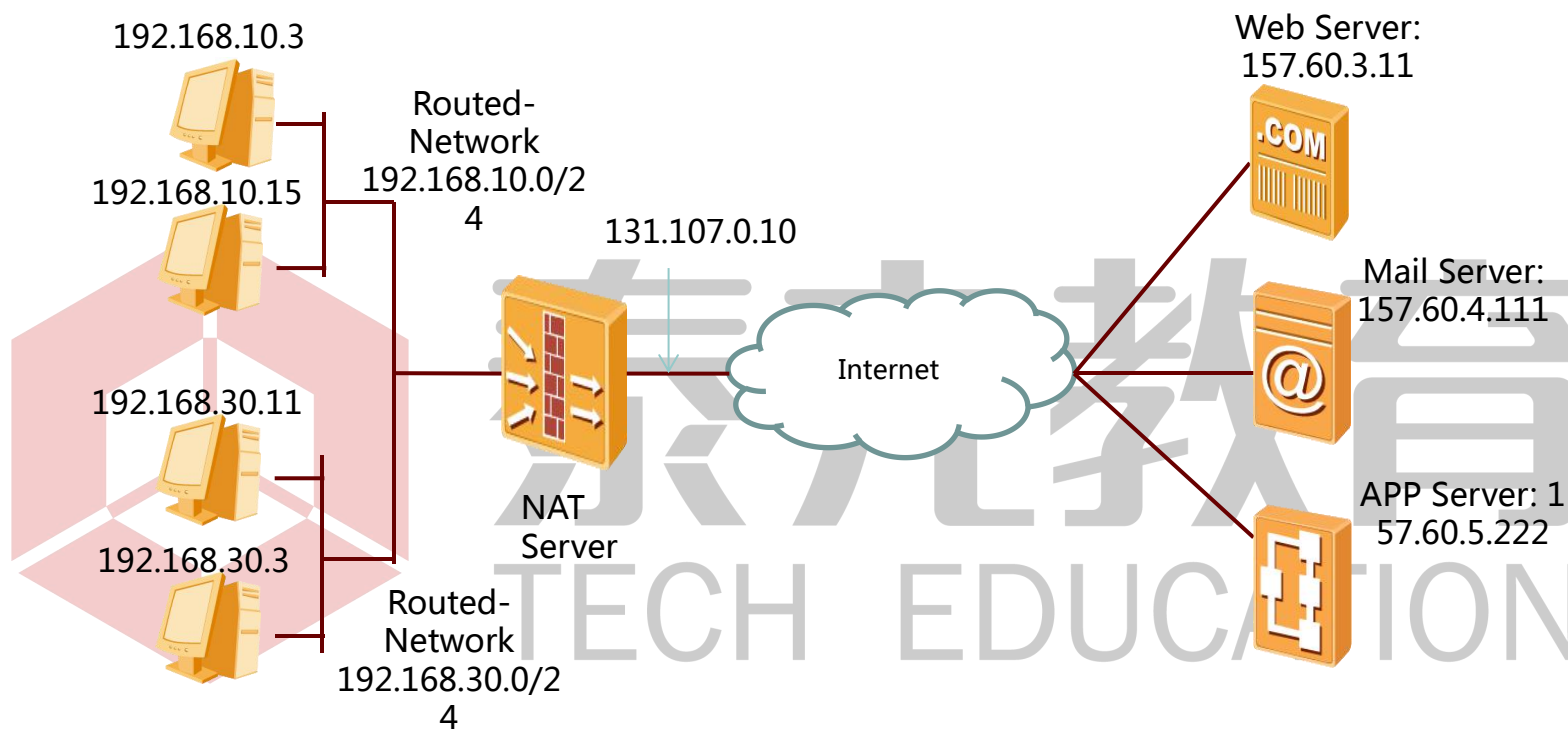 192.168.10.3
192.168.10.15
Routed-
Network
192.168.10.0/2
4
192.168.30.11
192.168.30.3
Routed-
Network
192.168.30.0/2
4
NAT
Server
131.107.0.10
Internet
Web Server:
157.60.3.11
.COM
Mail Server:
157.60.4.111
@
APP Server: 1
57.60.5.222
教育
TECH EDUCATION